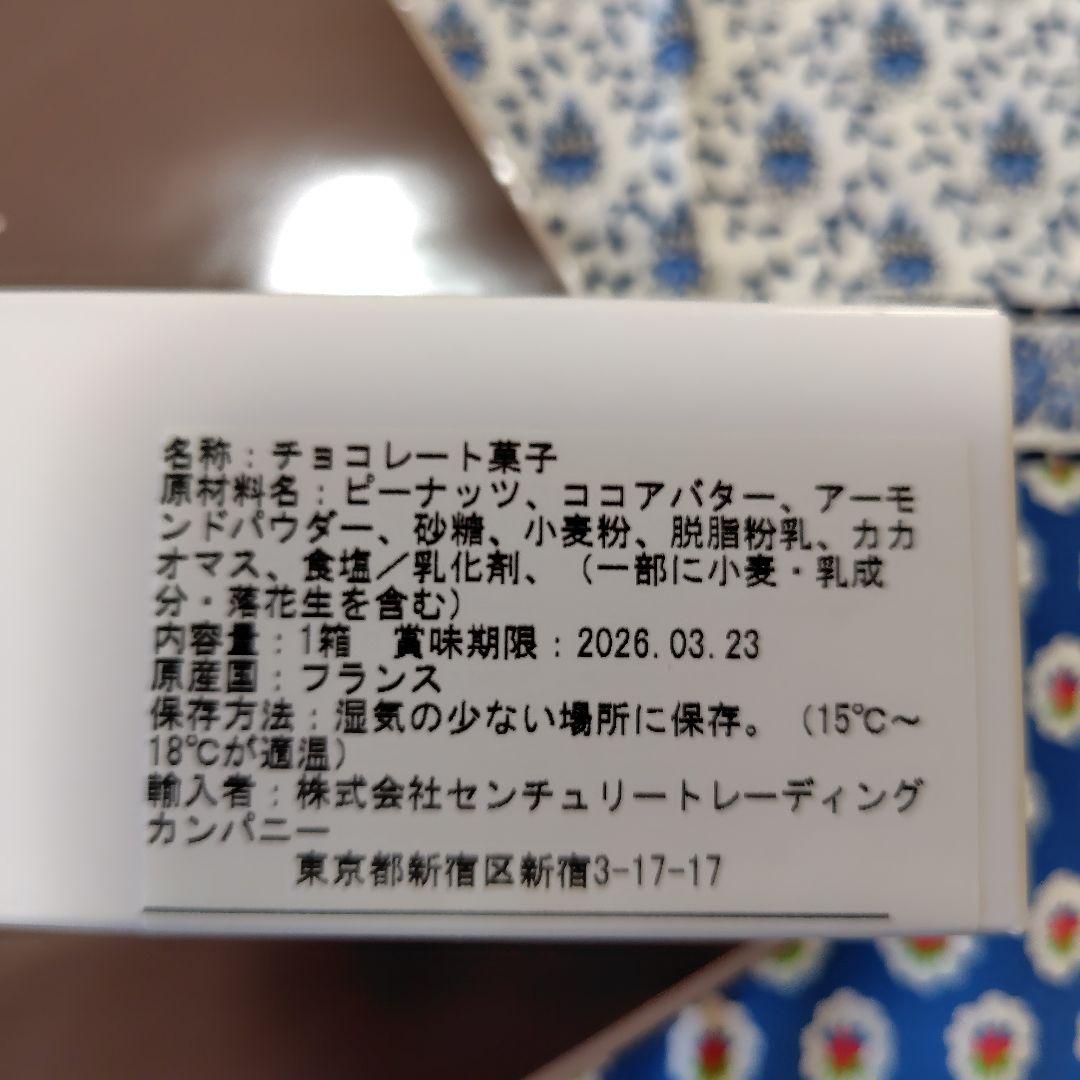 名称：チョコレート菓子
原材料名：ピーナッツ、ココアバター、アーモ
ンドパウダー、砂糖、小麦粉、脱脂粉乳、カカ
オマス、食塩／乳化剤、（一部に小麦・乳成
分・落花生を含む）
内容量：1箱　賞味期限：2026.03.23
原産国：フランス
保存方法：湿気の少ない場所に保存。（15℃～
18℃が適温）
輸入者：株式会社センチュリートレーディング
カンパニー
東京都新宿区新宿3-17-17